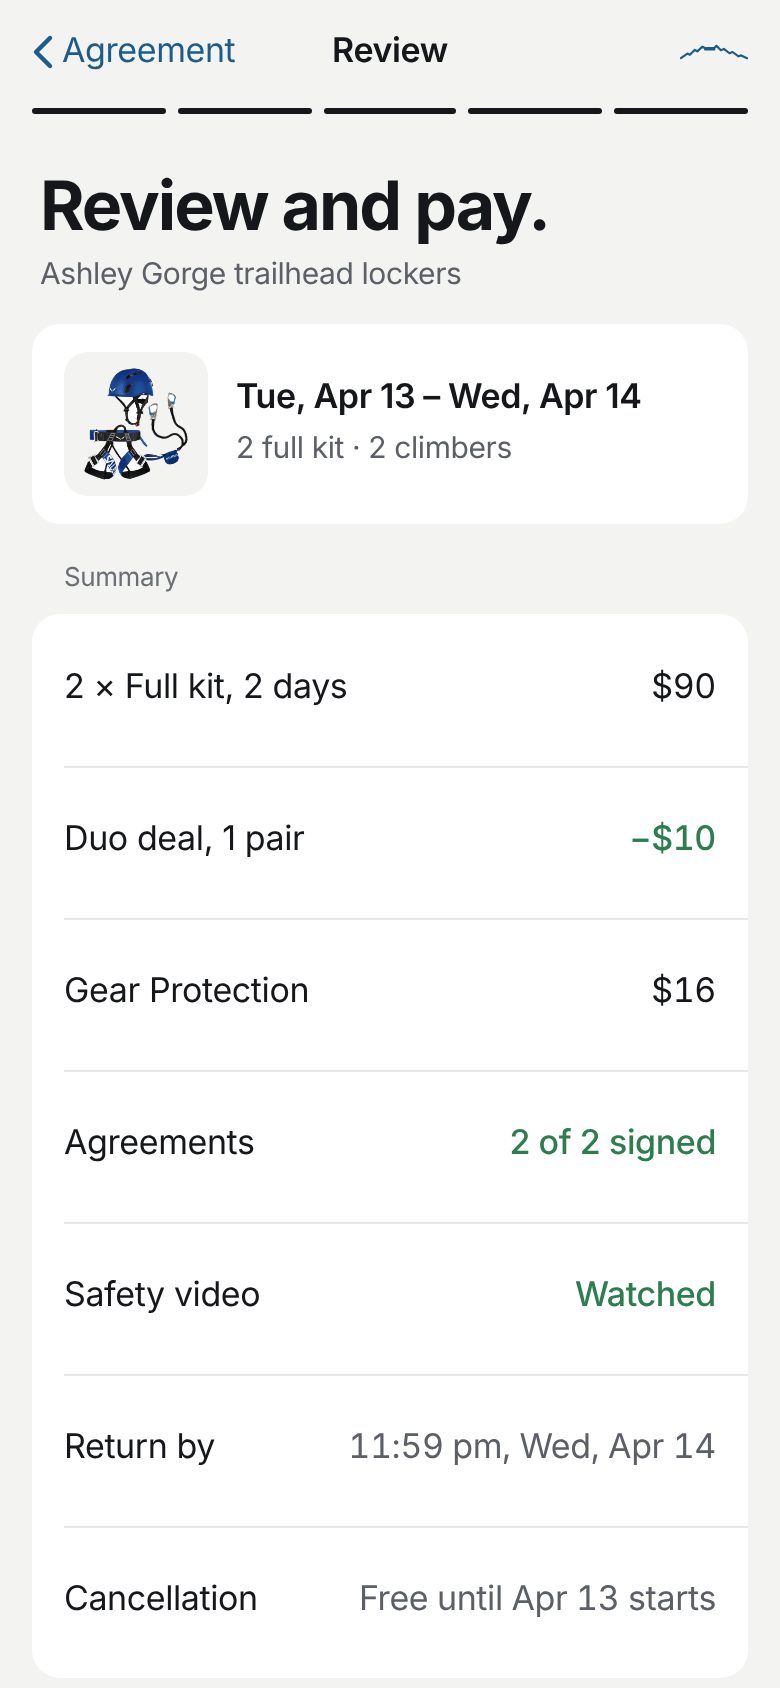 Agreement
Review
Review and pay.
Ashley Gorge trailhead lockers
Tue, Apr 13 – Wed, Apr 14
2 full kit · 2 climbers
Summary
2 × Full kit, 2 days $90
Duo deal, 1 pair –$10
Gear Protection $16
Agreements 2 of 2 signed
Safety video Watched
Return by 11:59 pm, Wed, Apr 14
Cancellation Free until Apr 13 starts